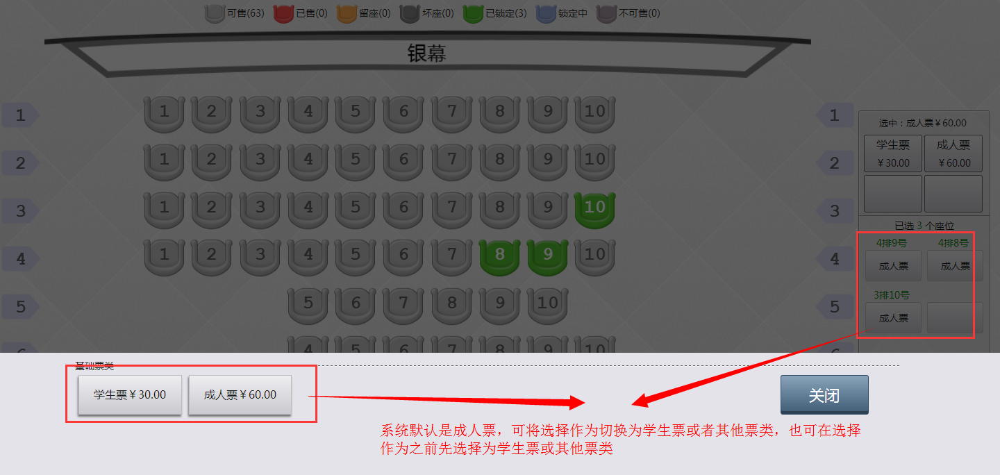 可售(63) 已售(0) 留座(0) 坏座(0) 已锁定(3) 锁定中 不可售(0)
银幕
1 1 2 3 4 5 6 7 8 9 10 1
2 1 2 3 4 5 6 7 8 9 10 2
3 1 2 3 4 5 6 7 8 9 10 3
4 1 2 3 4 5 6 7 8 9 10 4
5 5 6 7 8 9 10 5
6 4 5 6 7 8 9 10 6
选中：成人票￥60.00
学生票 成人票
￥30.00 ￥60.00
已选 3 个座位
4排9号 4排8号
成人票 成人票
3排10号
成人票
基础票类
学生票￥30.00 成人票￥60.00
关闭
系统默认是成人票，可将选择作为切换为学生票或者其他票类，也可在选择
作为之前先选择为学生票或其他票类